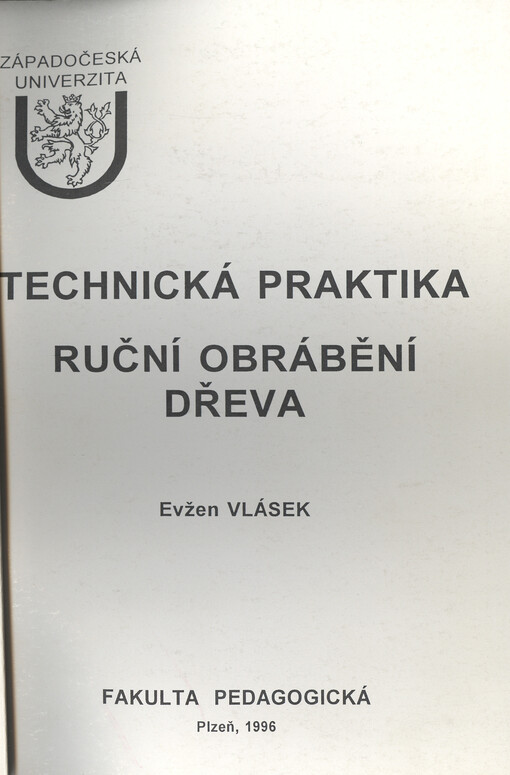 ZÁPADOČESKÁ
UNIVERZITA
TECHNICKÁ PRAKTIKA
RUČNÍ OBRÁBĚNÍ
DŘEVA
Evžen VLÁSEK
FAKULTA PEDAGOGICKÁ
Plzeň, 1996